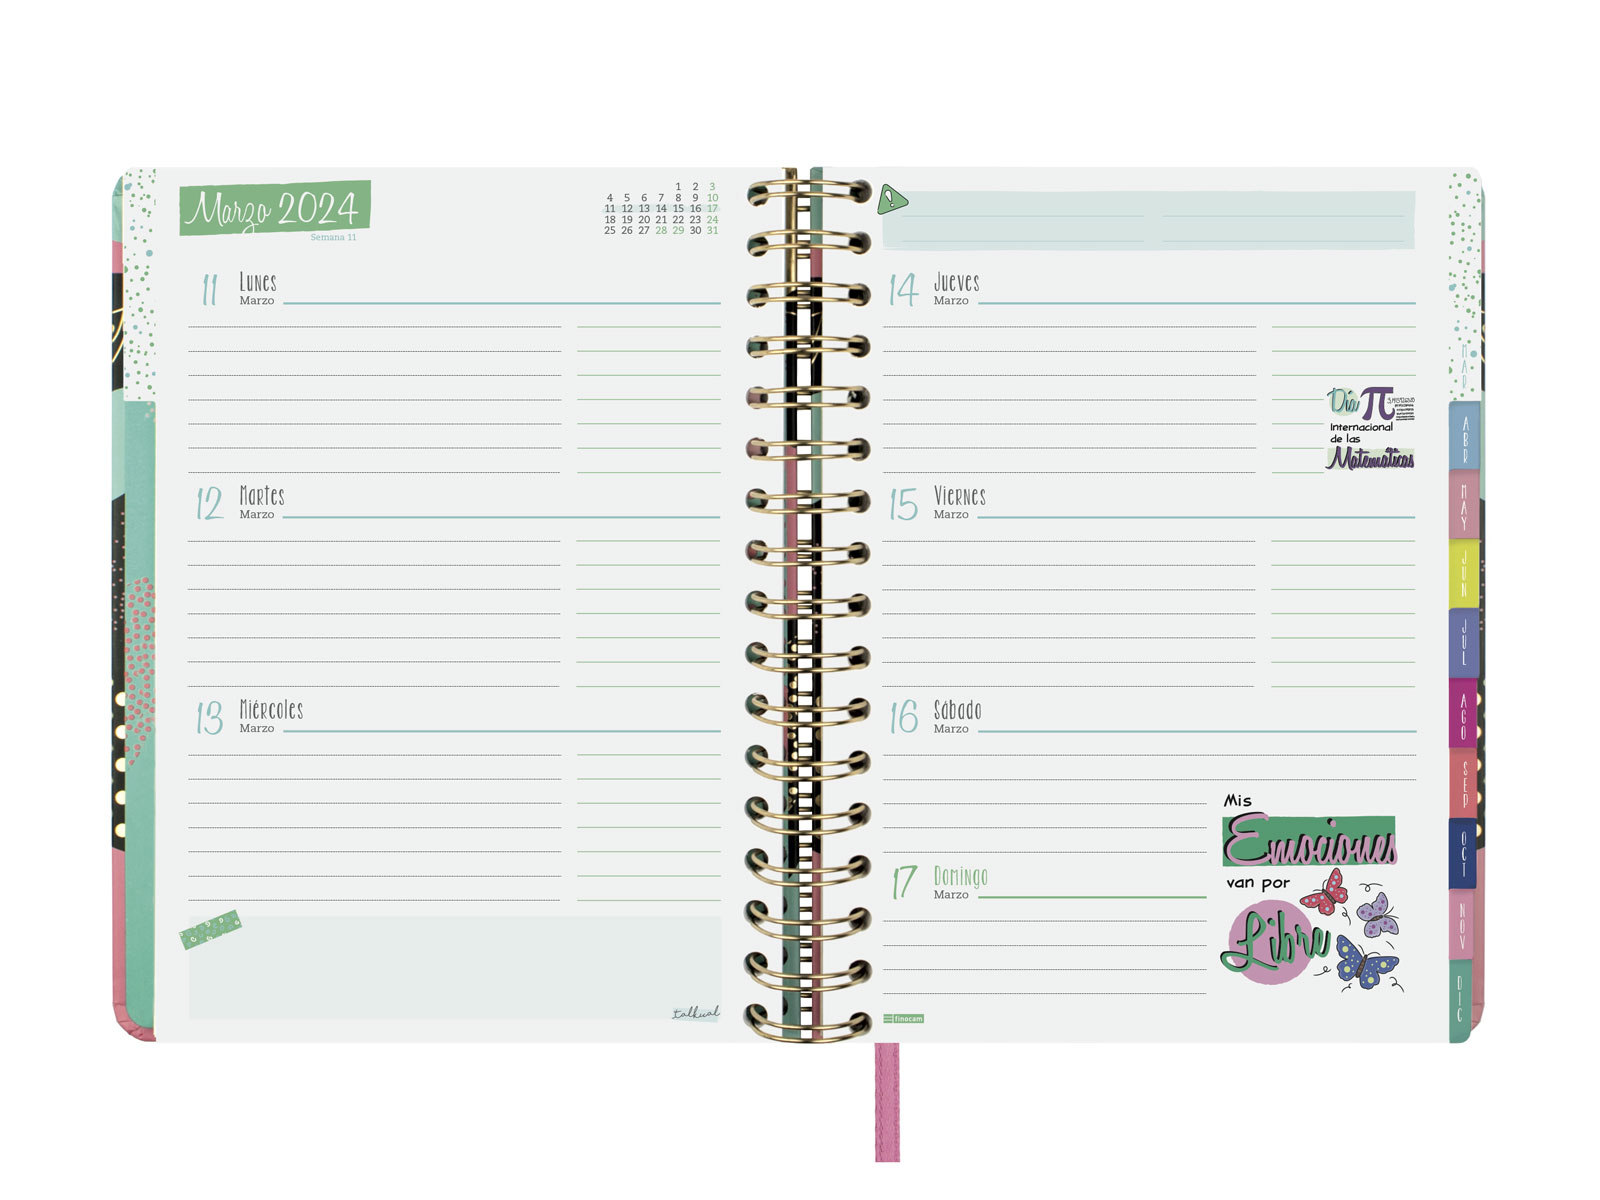 Marzo 2024
Semana 11
1 2 3
4 5 6 7 8 9 10
11 12 13 14 15 16 17
18 19 20 21 22 23 24
25 26 27 28 29 30 31
11 Lunes
Marzo
12 Martes
Marzo
13 Miércoles
Marzo
talkual
14 Jueves
Marzo
Día π
Internacional
de las
Matemáticas
15 Viernes
Marzo
16 Sábado
Marzo
Mis
Emociones
van por
Libre
17 Domingo
Marzo
finocam
MAR
ABR
MAY
JUN
JUL
AGO
SEP
OCT
NOV
DIC